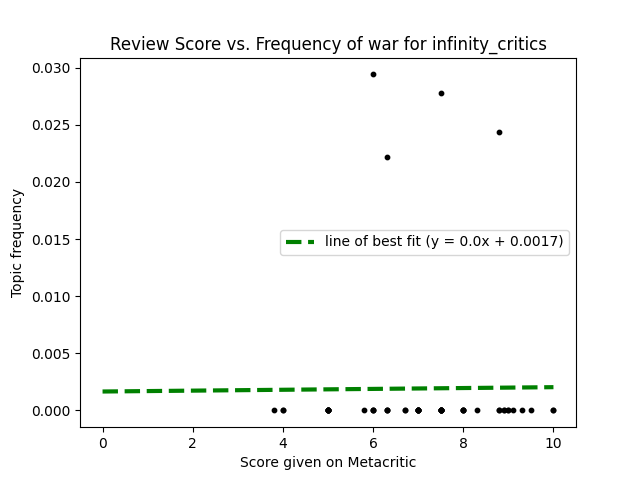 Review Score vs. Frequency of war for infinity_critics
0.030
0.025
0.020
0.015
0.010
0.005
0.000
Topic frequency
line of best fit (y = 0.0x + 0.0017)
0 2 4 6 8 10
Score given on Metacritic